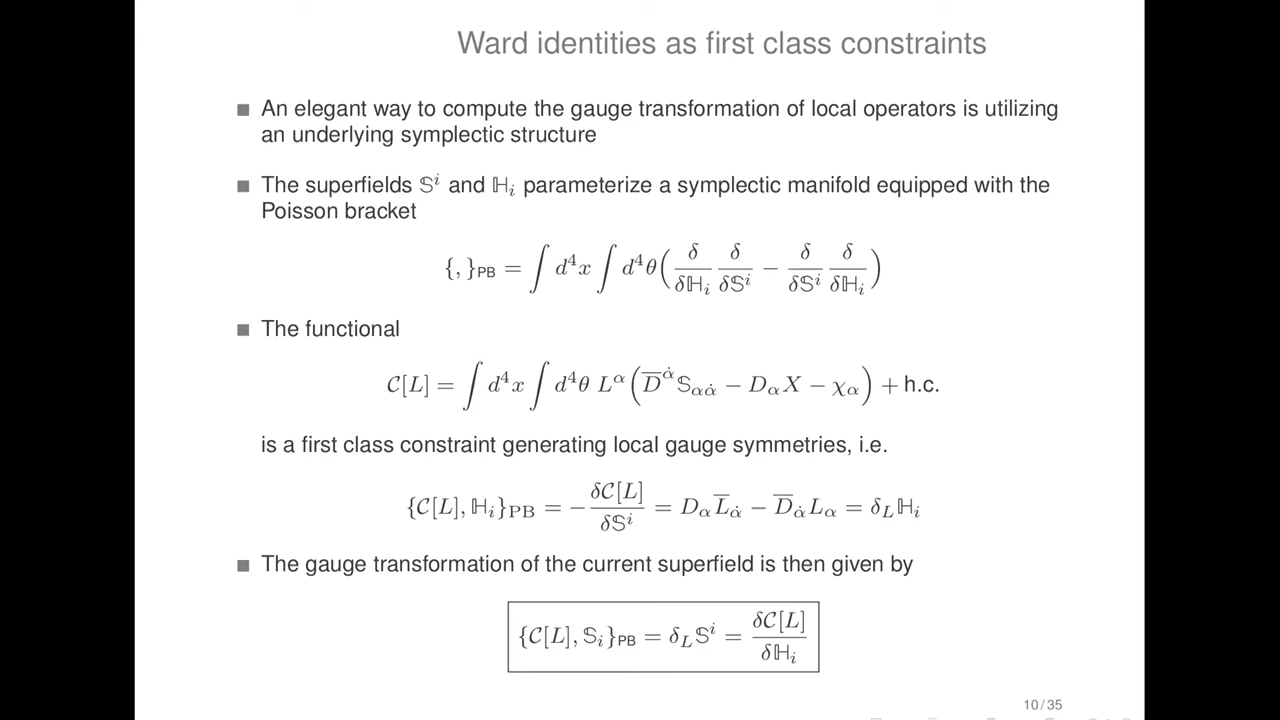 Ward identities as first class constraints
■ An elegant way to compute the gauge transformation of local operators is utilizing
an underlying symplectic structure
■ The superfields 𝕊^i and ℍ_i parameterize a symplectic manifold equipped with the
Poisson bracket
{, }_PB = ∫ d^4x ∫ d^4θ( δ/δℍ_i δ/δ𝕊^i − δ/δ𝕊^i δ/δℍ_i )
■ The functional
𝒞[L] = ∫ d^4x ∫ d^4θ L^α( D̅^α̇ 𝕊_αα̇ − D_α X − χ_α ) + h.c.
is a first class constraint generating local gauge symmetries, i.e.
{𝒞[L], ℍ_i}_PB = − δ𝒞[L]/δ𝕊^i = D_α L̅_α̇ − D̅_α̇ L_α = δ_L ℍ_i
■ The gauge transformation of the current superfield is then given by
{𝒞[L], 𝕊_i}_PB = δ_L 𝕊^i = δ𝒞[L]/δℍ_i
10 / 35